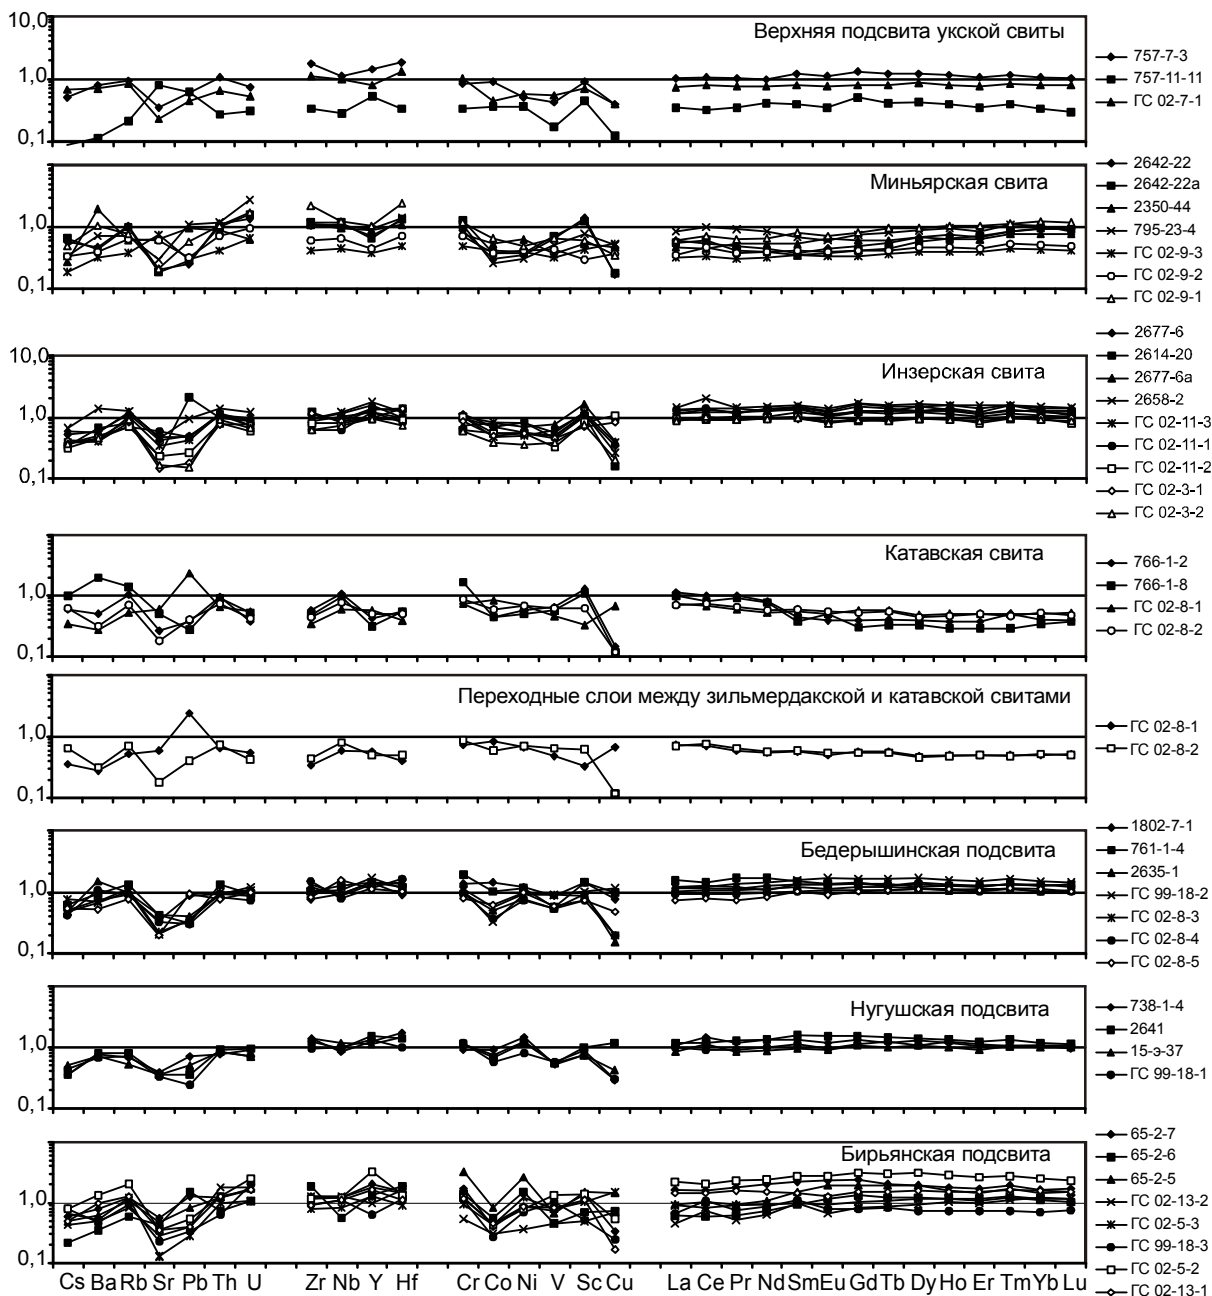 10,0
1,0
0,1
Верхняя подсвита укской свиты
757-7-3
757-11-11
ГС 02-7-1
1,0
0,1
Миньярская свита
2642-22
2642-22а
2350-44
795-23-4
ГС 02-9-3
ГС 02-9-2
ГС 02-9-1
10,0
1,0
0,1
Инзерская свита
2677-6
2614-20
2677-6а
2658-2
ГС 02-11-3
ГС 02-11-1
ГС 02-11-2
ГС 02-3-1
ГС 02-3-2
1,0
0,1
Катавская свита
766-1-2
766-1-8
ГС 02-8-1
ГС 02-8-2
1,0
0,1
Переходные слои между зильмердакской и катавской свитами
ГС 02-8-1
ГС 02-8-2
1,0
0,1
Бедерышинская подсвита
1802-7-1
761-1-4
2635-1
ГС 99-18-2
ГС 02-8-3
ГС 02-8-4
ГС 02-8-5
1,0
0,1
Нугушская подсвита
738-1-4
2641
15-э-37
ГС 99-18-1
1,0
0,1
Бирьянская подсвита
65-2-7
65-2-6
65-2-5
ГС 02-13-2
ГС 02-5-3
ГС 99-18-3
ГС 02-5-2
ГС 02-13-1
Cs Ba Rb Sr Pb Th U Zr Nb Y Hf Cr Co Ni V Sc Cu La Ce Pr Nd Sm Eu Gd Tb Dy Ho Er Tm Yb Lu